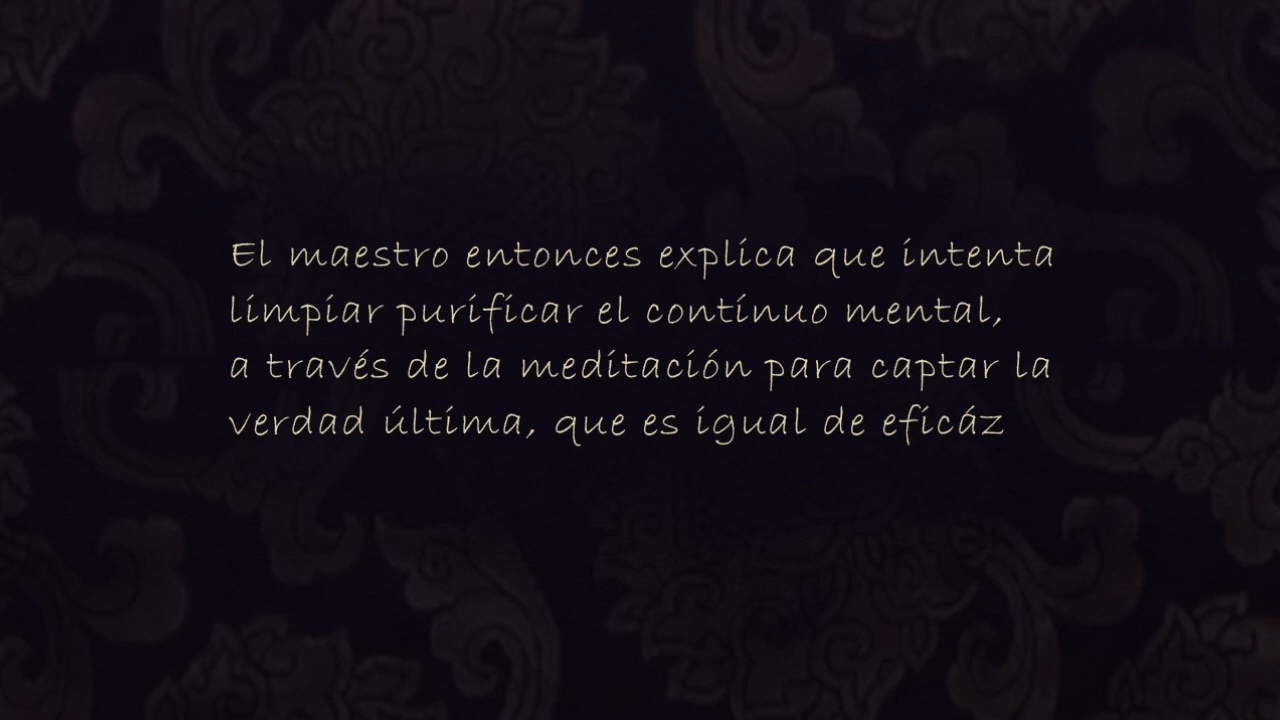 El maestro entonces explica que intenta
limpiar purificar el contínuo mental,
a través de la meditación para captar la
verdad última, que es igual de eficáz